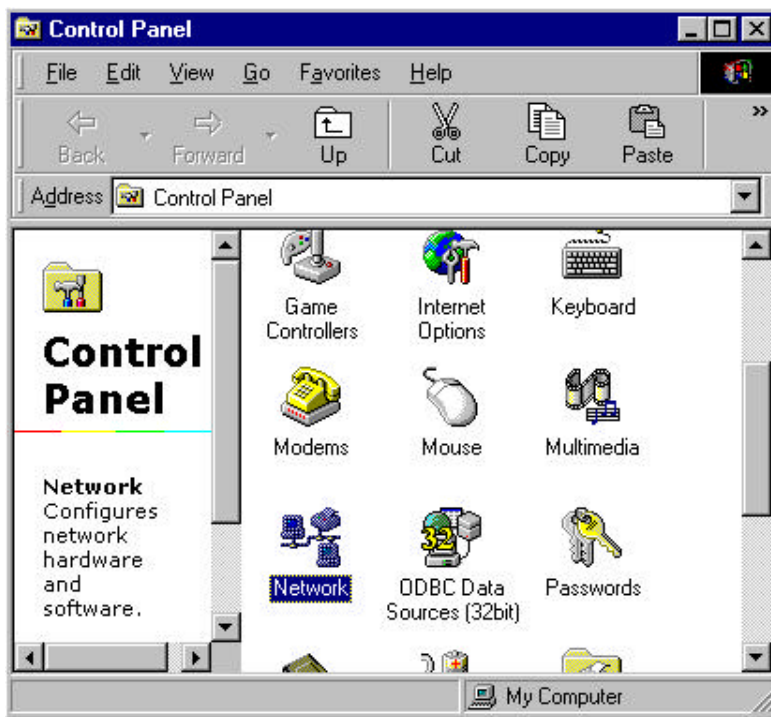 Control Panel
File Edit View Go Favorites Help
Back Forward Up Cut Copy Paste »
Address Control Panel
Control
Panel
Network
Configures
network
hardware
and
software.
Game
Controllers
Internet
Options
Keyboard
Modems
Mouse
Multimedia
Network
32
ODBC Data
Sources (32bit)
Passwords
My Computer